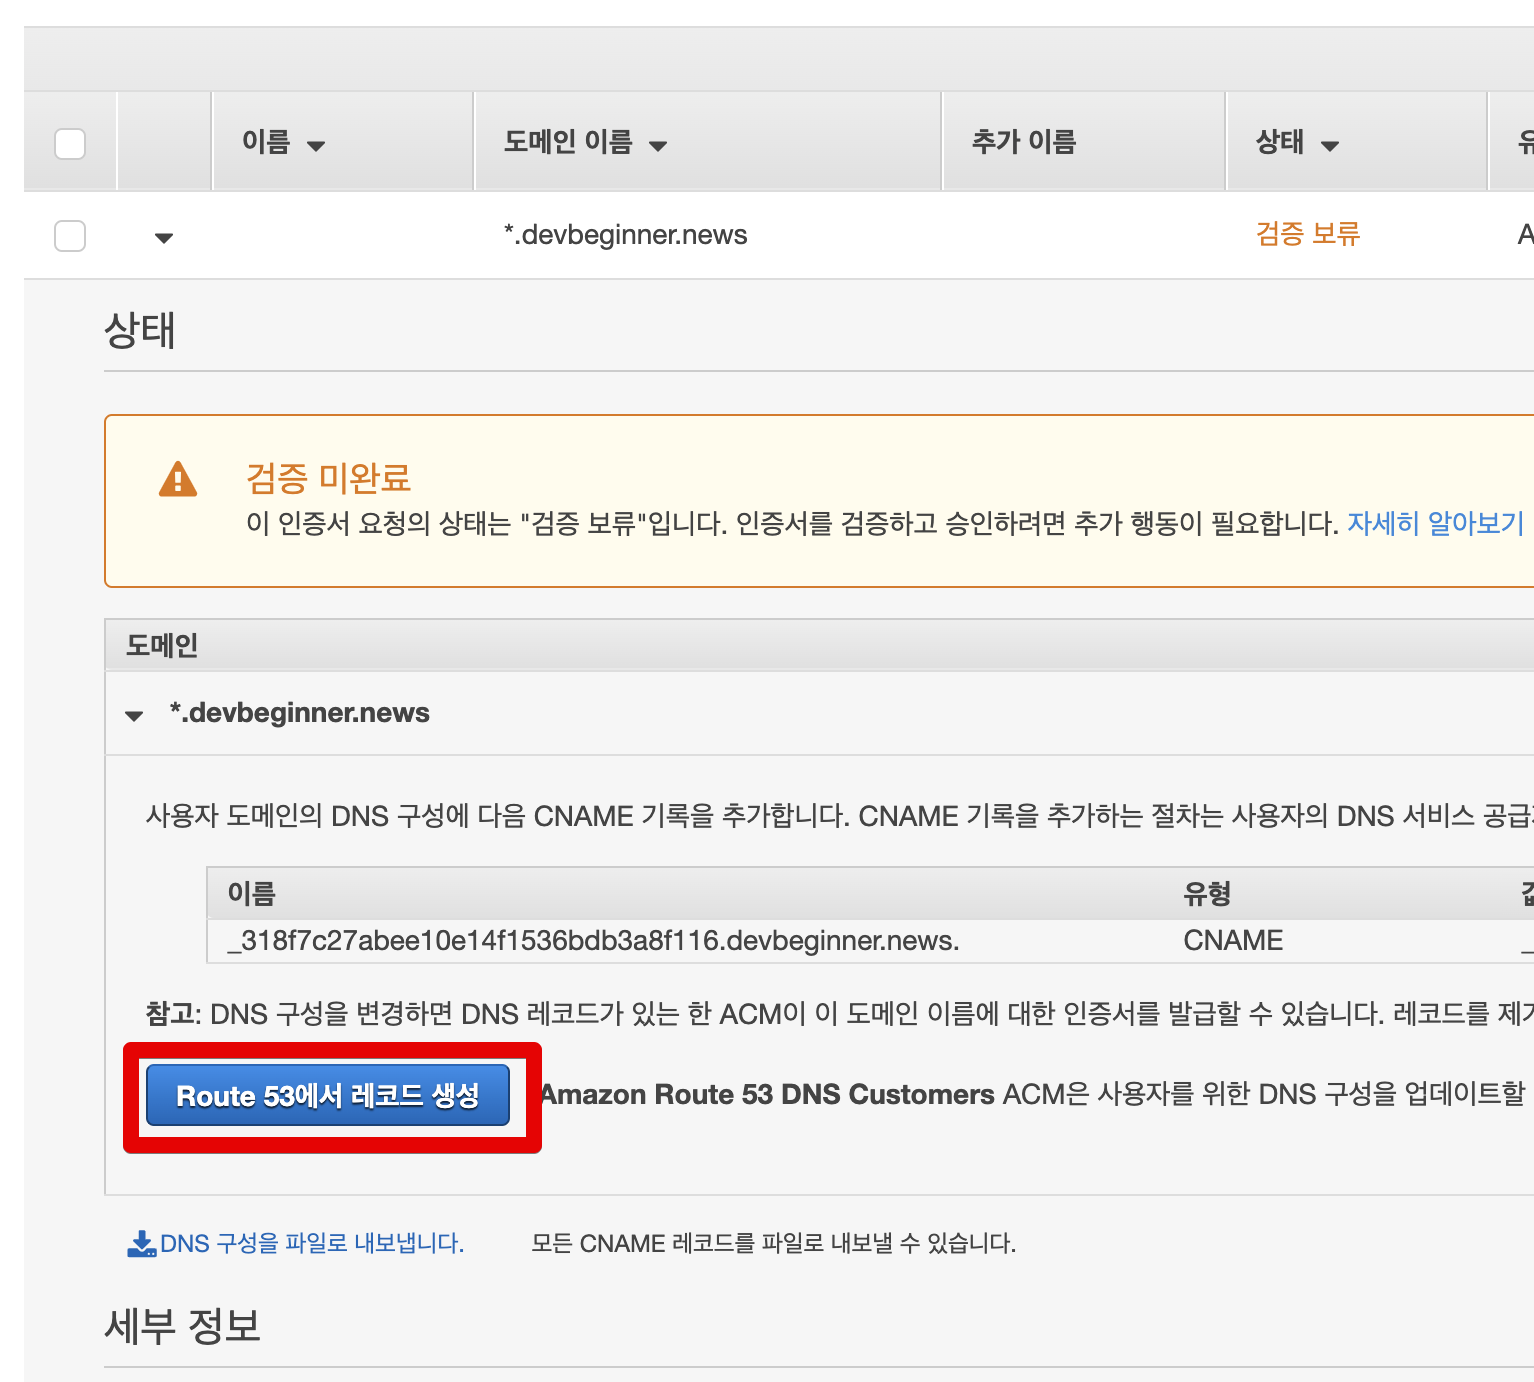 이름 도메인 이름 추가 이름 상태
*.devbeginner.news 검증 보류 A
상태
검증 미완료
이 인증서 요청의 상태는 "검증 보류"입니다. 인증서를 검증하고 승인하려면 추가 행동이 필요합니다. 자세히 알아보기
도메인
*.devbeginner.news
사용자 도메인의 DNS 구성에 다음 CNAME 기록을 추가합니다. CNAME 기록을 추가하는 절차는 사용자의 DNS 서비스 공급
이름 유형
_318f7c27abee10e14f1536bdb3a8f116.devbeginner.news. CNAME _
참고: DNS 구성을 변경하면 DNS 레코드가 있는 한 ACM이 이 도메인 이름에 대한 인증서를 발급할 수 있습니다. 레코드를 제
Route 53에서 레코드 생성 Amazon Route 53 DNS Customers ACM은 사용자를 위한 DNS 구성을 업데이트할
DNS 구성을 파일로 내보냅니다. 모든 CNAME 레코드를 파일로 내보낼 수 있습니다.
세부 정보